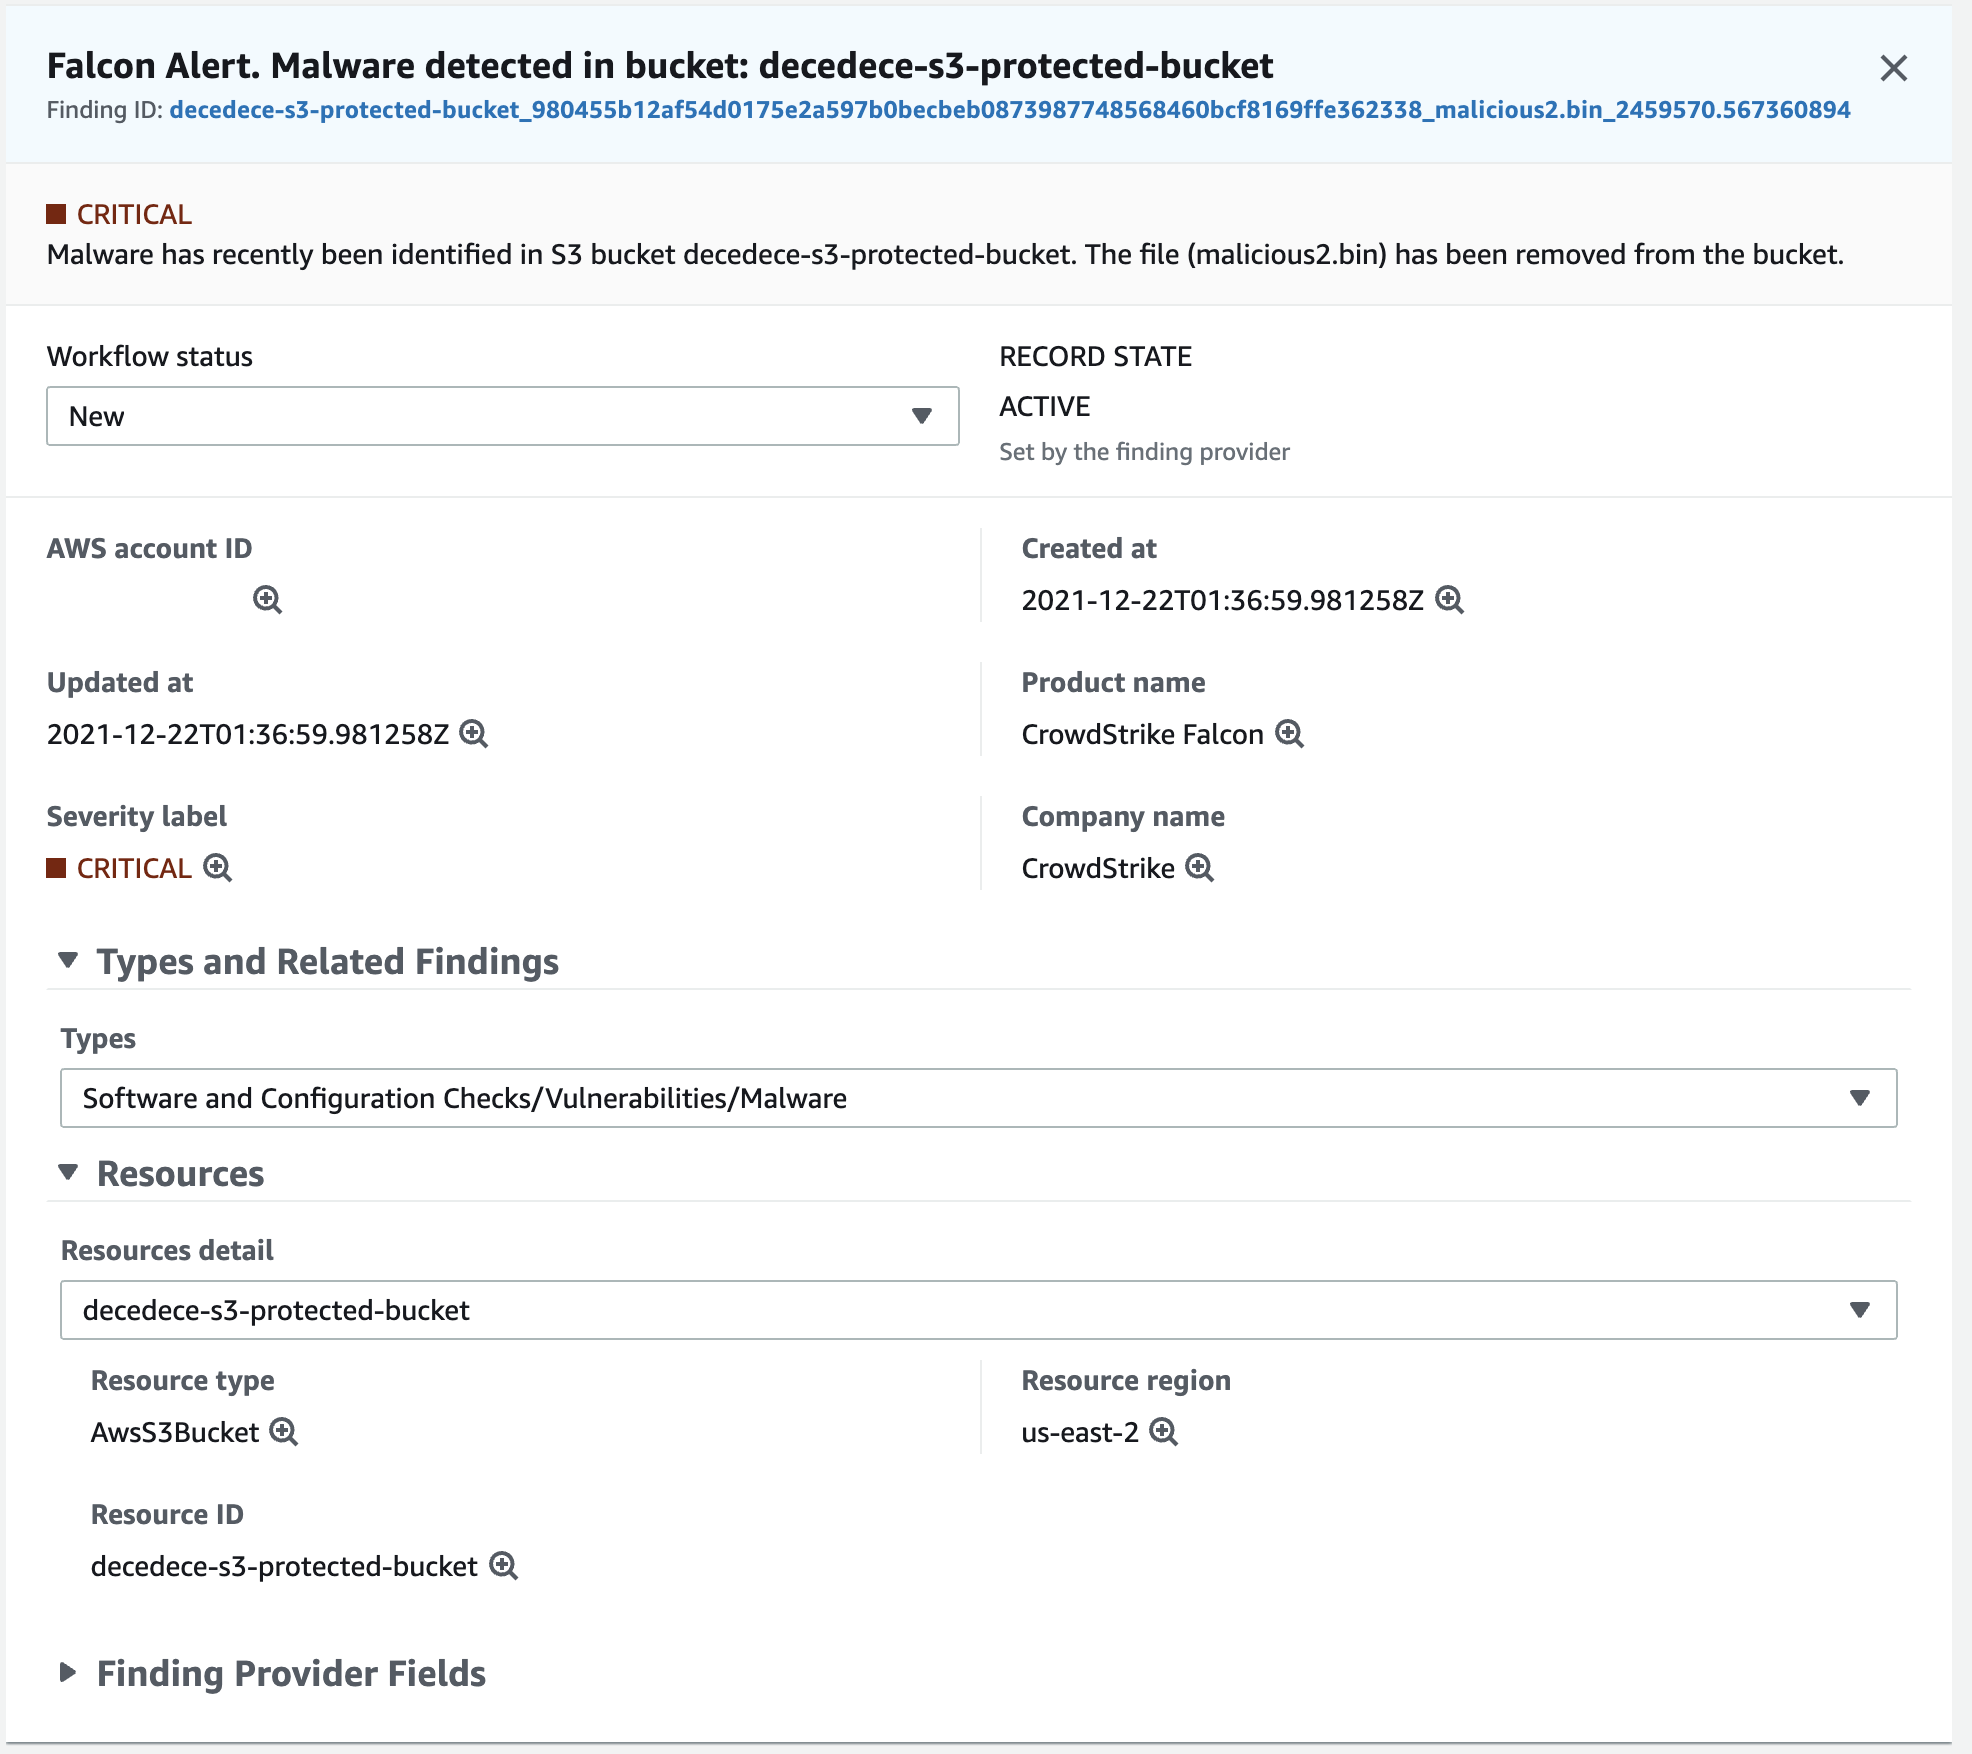 Falcon Alert. Malware detected in bucket: decedece-s3-protected-bucket
Finding ID: decedece-s3-protected-bucket_980455b12af54d0175e2a597b0becbeb0873987748568460bcf8169ffe362338_malicious2.bin_2459570.567360894
CRITICAL
Malware has recently been identified in S3 bucket decedece-s3-protected-bucket. The file (malicious2.bin) has been removed from the bucket.
Workflow status
New
RECORD STATE
ACTIVE
Set by the finding provider
AWS account ID
Created at
2021-12-22T01:36:59.981258Z
Updated at
2021-12-22T01:36:59.981258Z
Product name
CrowdStrike Falcon
Severity label
CRITICAL
Company name
CrowdStrike
Types and Related Findings
Types
Software and Configuration Checks/Vulnerabilities/Malware
Resources
Resources detail
decedece-s3-protected-bucket
Resource type
AwsS3Bucket
Resource region
us-east-2
Resource ID
decedece-s3-protected-bucket
Finding Provider Fields